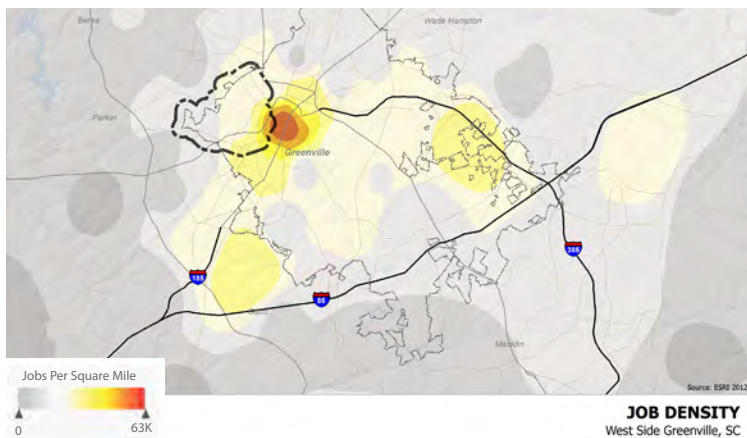 Berea
Wade Hampton
Parker
Greenville
185
385
85
Gantt
Mauldin
Jobs Per Square Mile
0
63K
Source: ESRI 2012
JOB DENSITY
West Side Greenville, SC